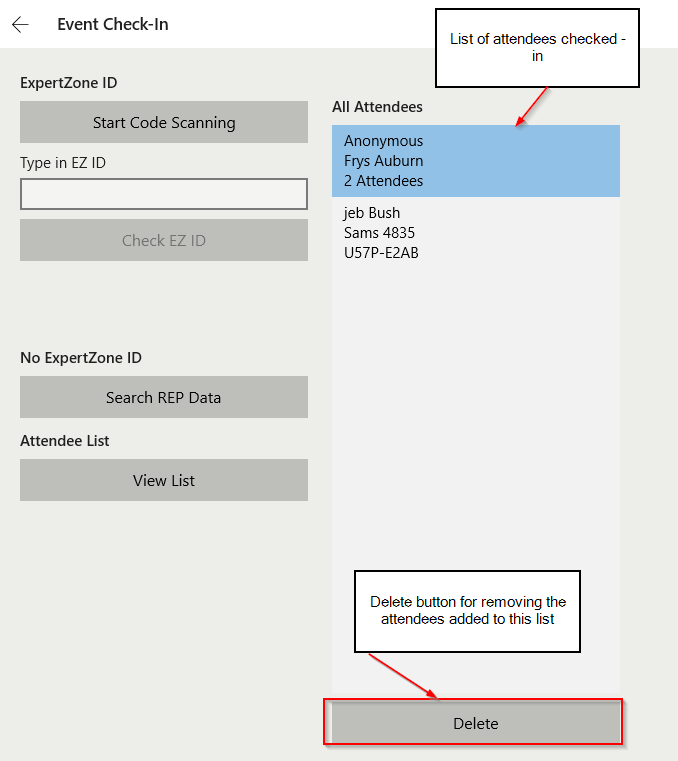 Event Check-In
List of attendees checked -
in
ExpertZone ID
Start Code Scanning
Type in EZ ID
Check EZ ID
No ExpertZone ID
Search REP Data
Attendee List
View List
All Attendees
Anonymous
Frys Auburn
2 Attendees
jeb Bush
Sams 4835
U57P-E2AB
Delete button for removing the
attendees added to this list
Delete